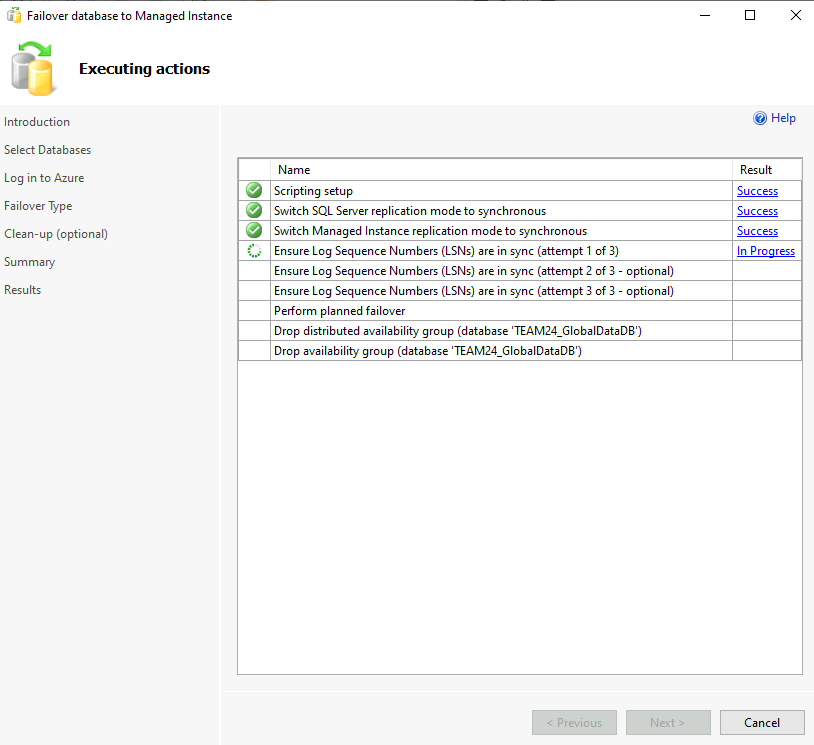 Failover database to Managed Instance
Executing actions
Introduction
Select Databases
Log in to Azure
Failover Type
Clean-up (optional)
Summary
Results
Help
Name Result
Scripting setup Success
Switch SQL Server replication mode to synchronous Success
Switch Managed Instance replication mode to synchronous Success
Ensure Log Sequence Numbers (LSNs) are in sync (attempt 1 of 3) In Progress
Ensure Log Sequence Numbers (LSNs) are in sync (attempt 2 of 3 - optional)
Ensure Log Sequence Numbers (LSNs) are in sync (attempt 3 of 3 - optional)
Perform planned failover
Drop distributed availability group (database 'TEAM24_GlobalDataDB')
Drop availability group (database 'TEAM24_GlobalDataDB')
< Previous Next > Cancel